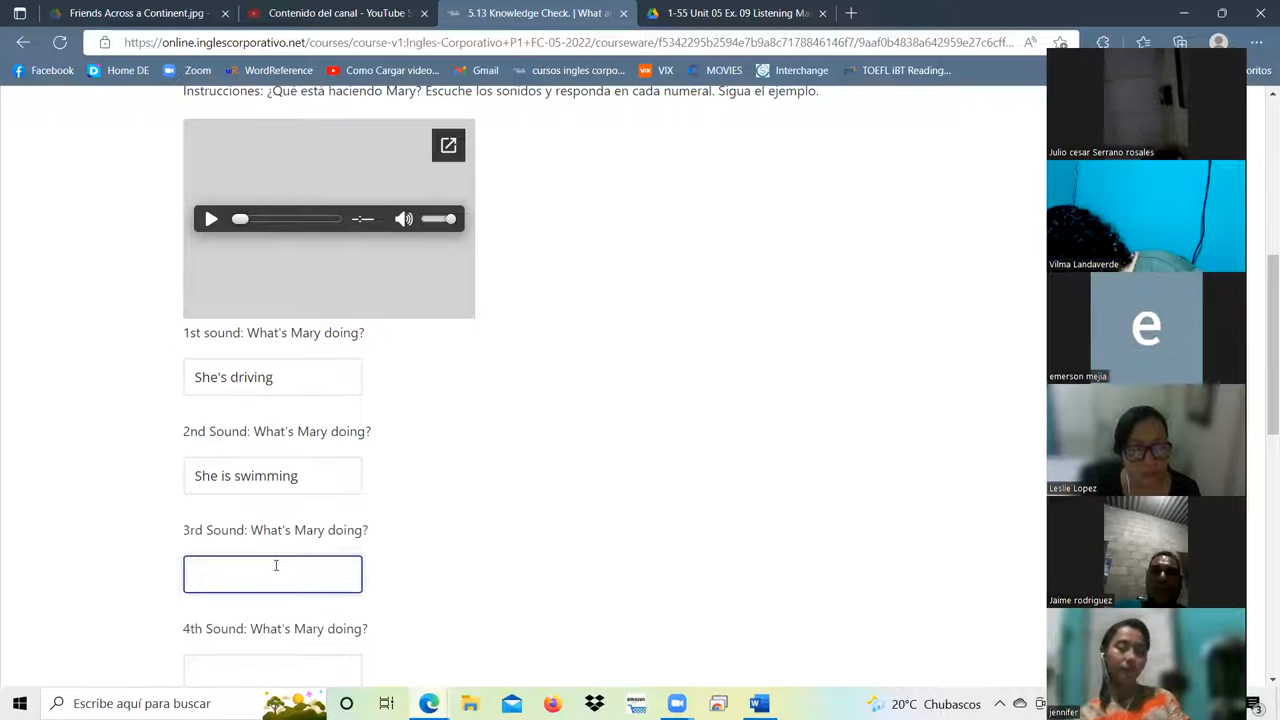 Friends Across a Continent.jpg -
Contenido del canal - YouTube S
5.13 Knowledge Check. | What a
1-55 Unit 05 Ex. 09 Listening Ma
https://online.inglescorporativo.net/courses/course-v1:Ingles-Corporativo+P1+FC-05-2022/courseware/f5342295b2594e7b9a8c7178846146f7/9aaf0b4838a642959e27c6cff...
Facebook
Home DE
Zoom
WordReference
Como Cargar video...
Gmail
cursos ingles corpo...
VIX
MOVIES
Interchange
TOEFL iBT Reading...
oritos
Instrucciones: ¿Qué está haciendo Mary? Escuche los sonidos y responda en cada numeral. Sigua el ejemplo.
-:--
1st sound: What's Mary doing?
She's driving
2nd Sound: What's Mary doing?
She is swimming
3rd Sound: What's Mary doing?
4th Sound: What's Mary doing?
Julio cesar Serrano rosales
Vilma Landaverde
e
emerson mejia
Leslie Lopez
Jaime rodriguez
jennifer
Escribe aquí para buscar
20°C Chubascos
3